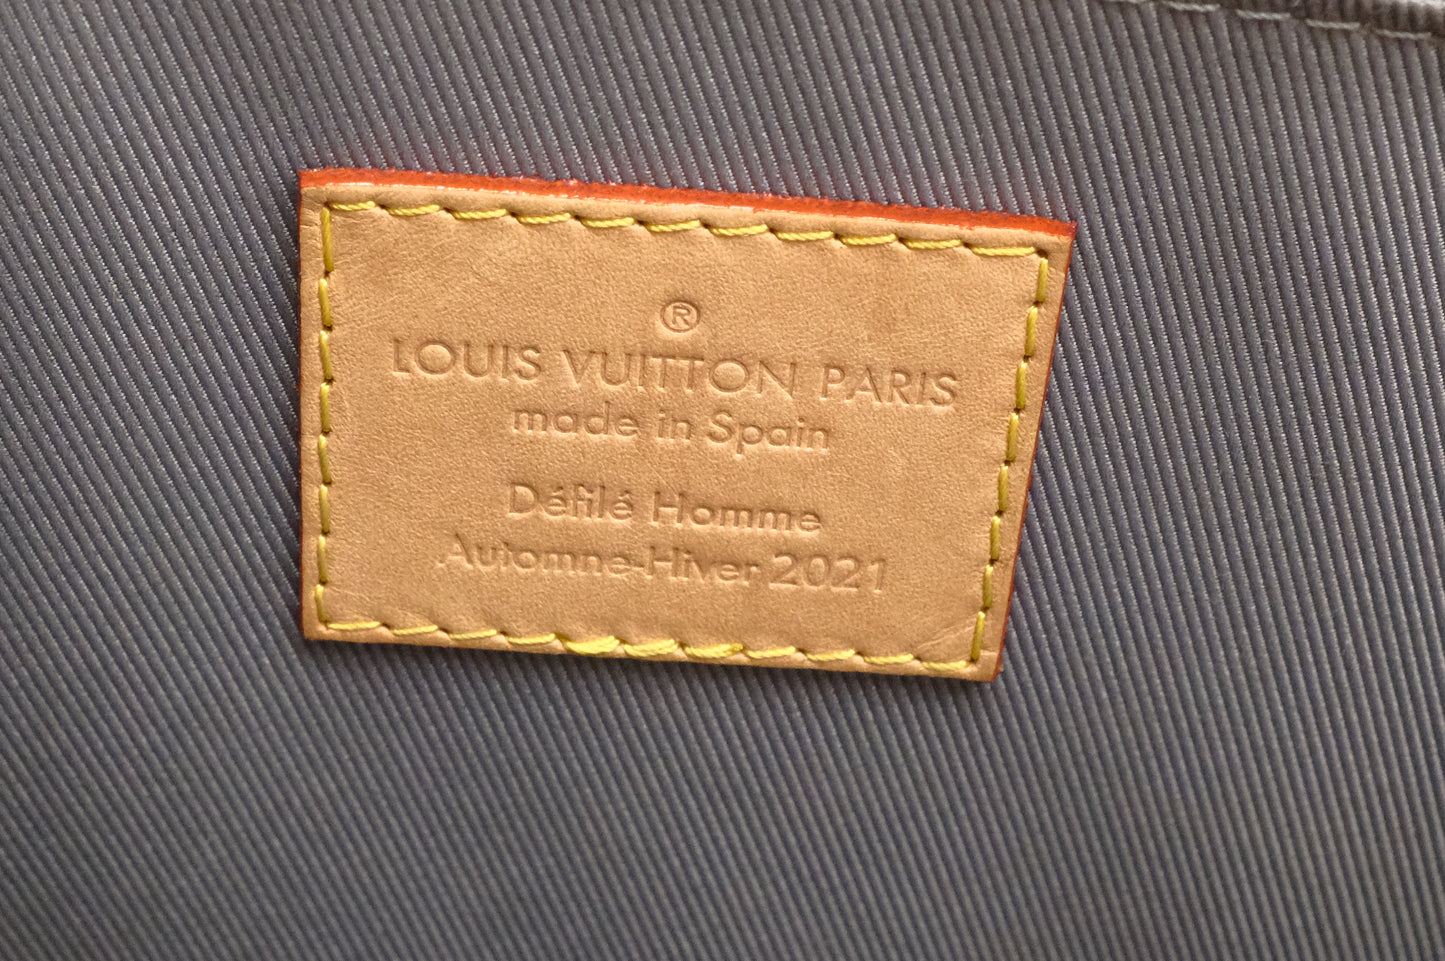 ®
LOUIS VUITTON PARIS
made in Spain
Défilé Homme
Automne-Hiver 2021